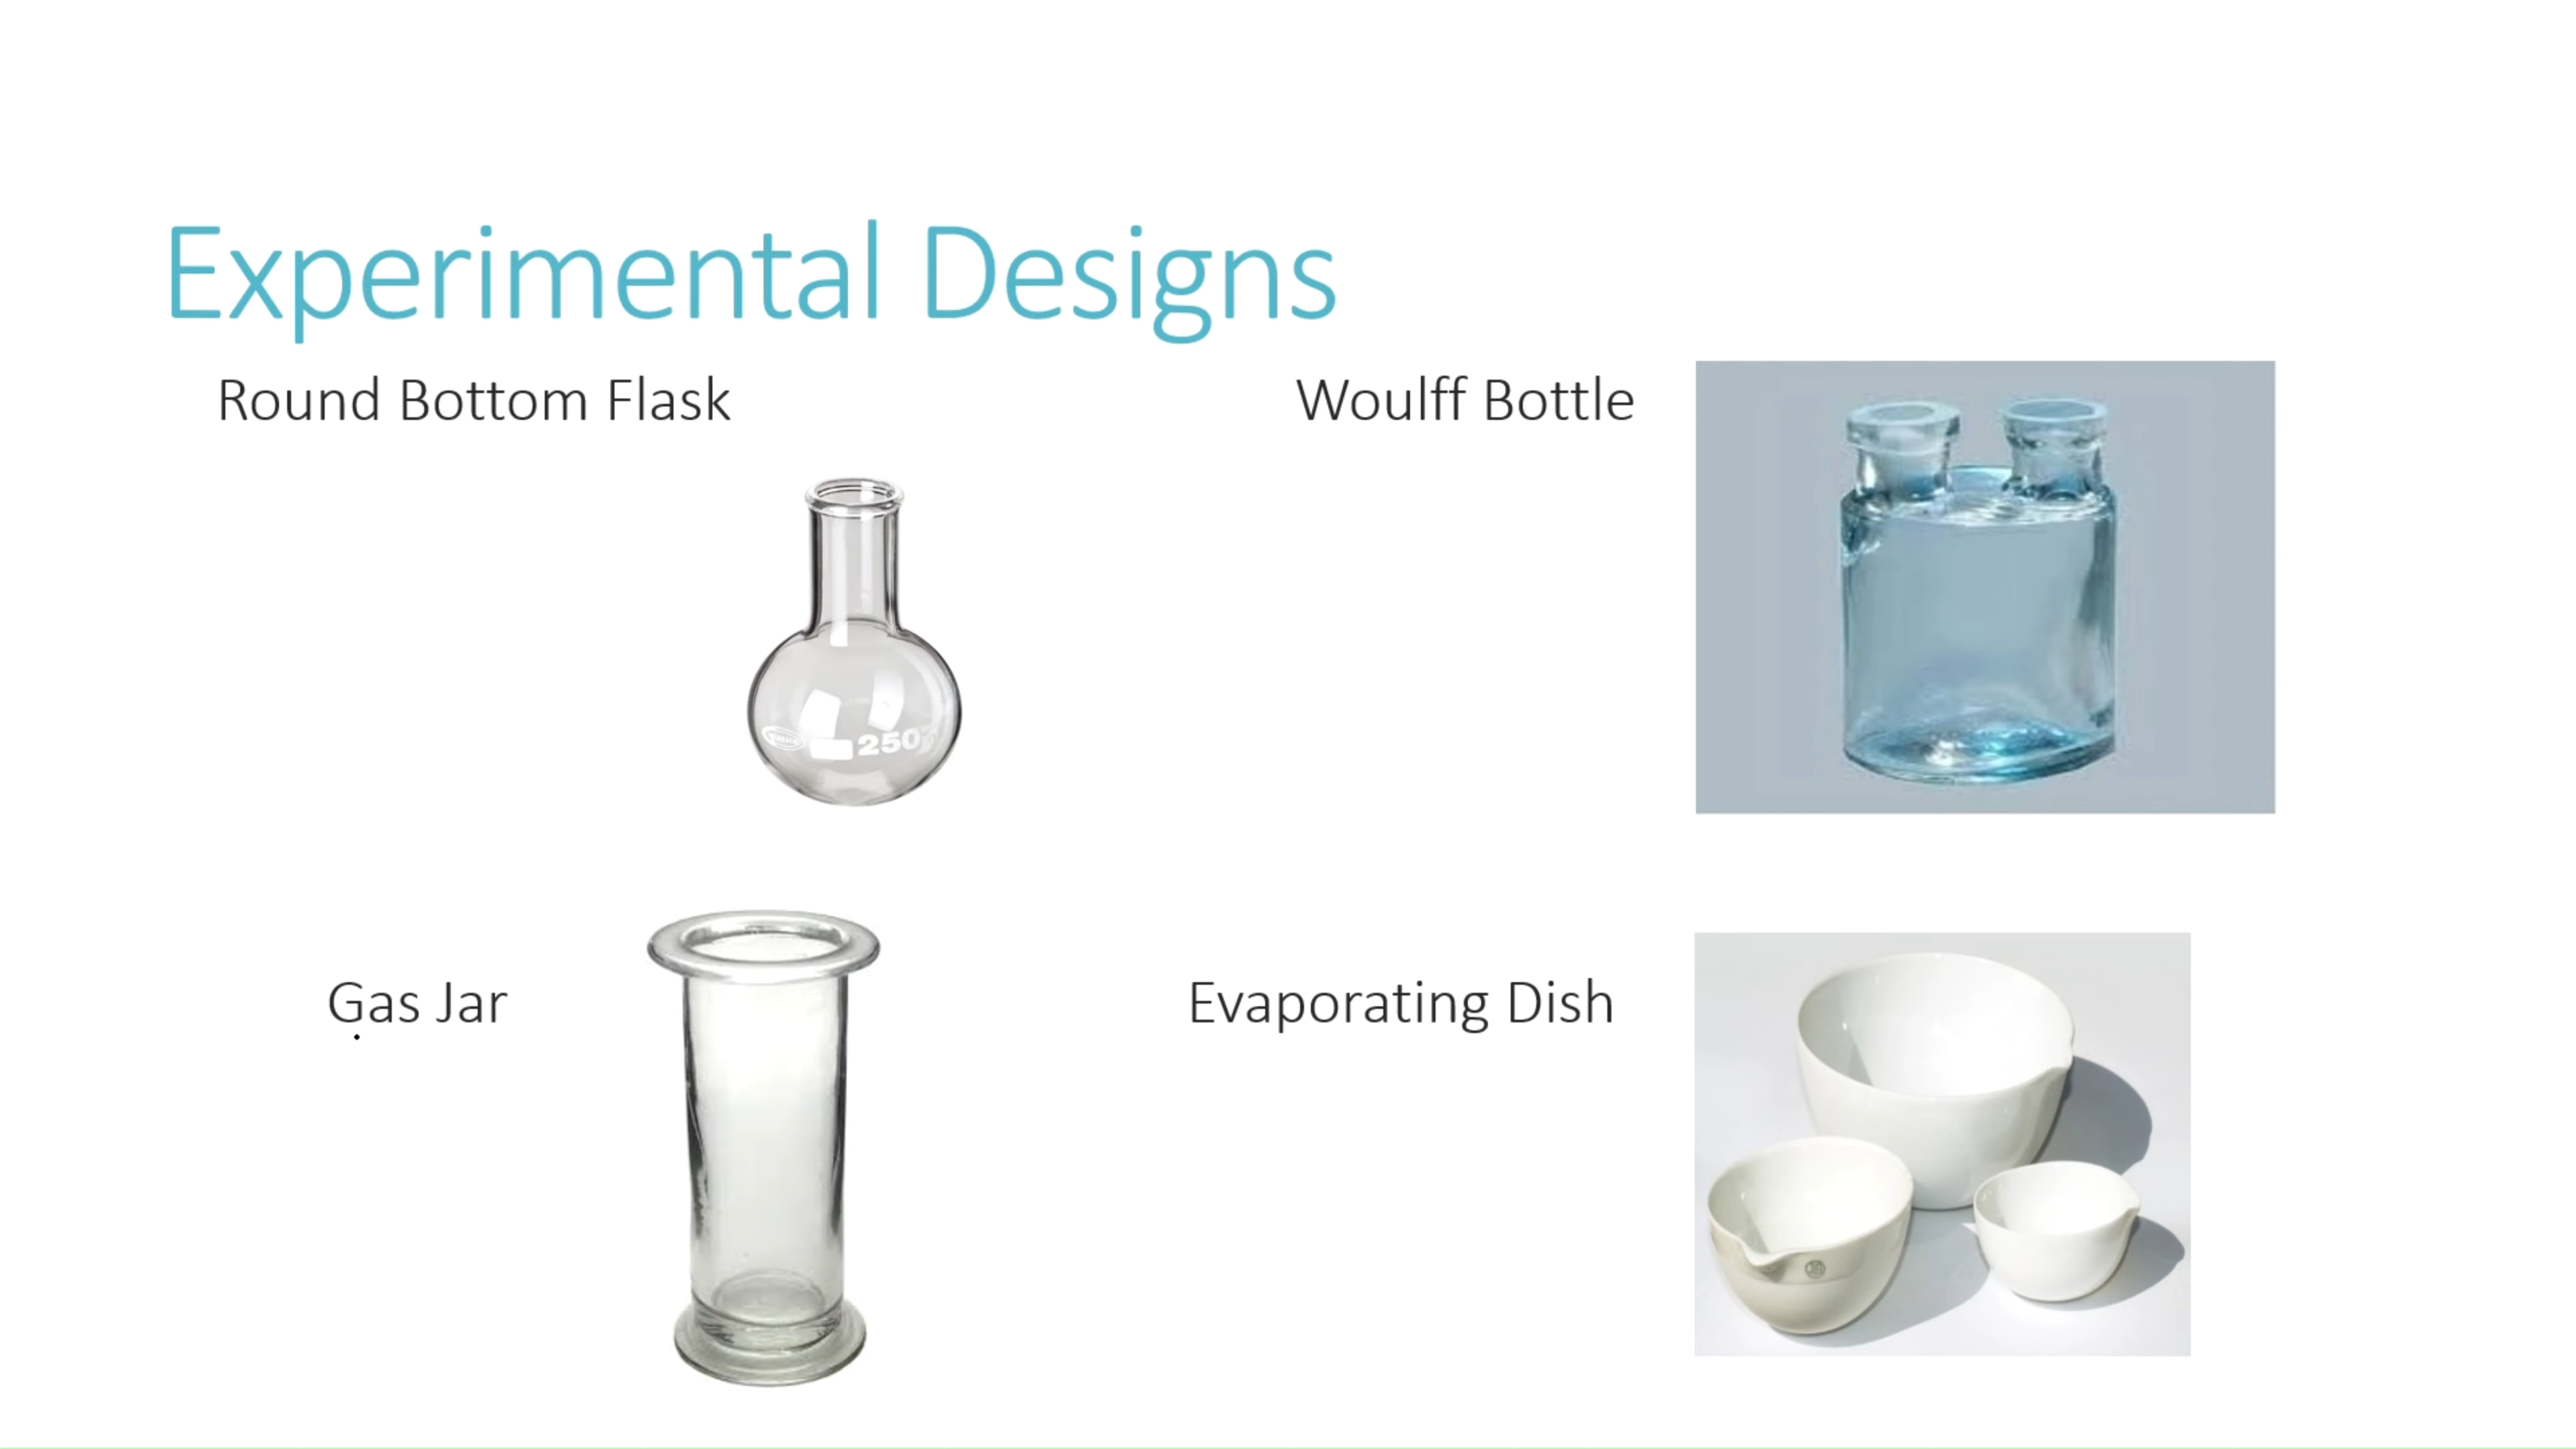 Experimental Designs
Round Bottom Flask
Woulff Bottle
250
Gas Jar
Evaporating Dish